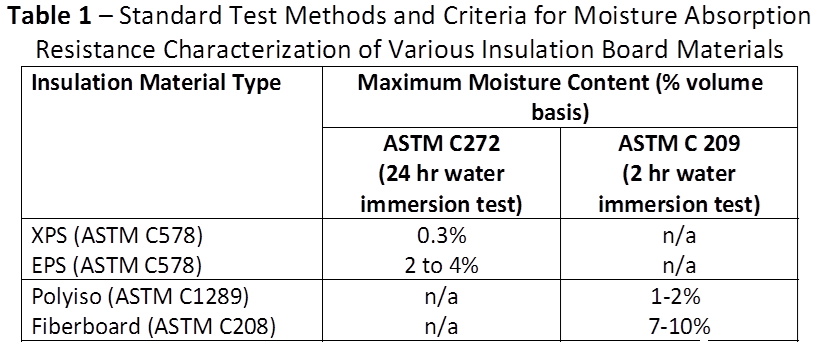 Table 1 – Standard Test Methods and Criteria for Moisture Absorption
Resistance Characterization of Various Insulation Board Materials
Insulation Material Type Maximum Moisture Content (% volume
basis)
ASTM C272 ASTM C 209
(24 hr water (2 hr water
immersion test) immersion test)
XPS (ASTM C578) 0.3% n/a
EPS (ASTM C578) 2 to 4% n/a
Polyiso (ASTM C1289) n/a 1-2%
Fiberboard (ASTM C208) n/a 7-10%